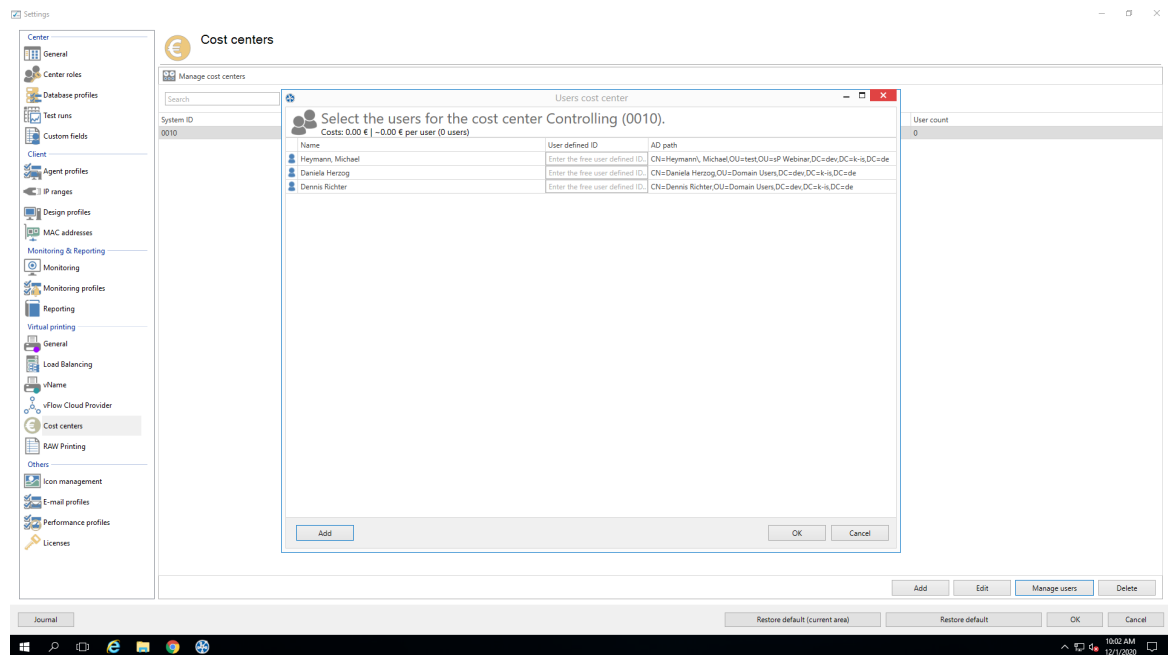 Settings
Center
General
Center roles
Database profiles
Test runs
Custom fields
Client
Agent profiles
IP ranges
Design profiles
MAC addresses
Monitoring & Reporting
Monitoring
Monitoring profiles
Reporting
Virtual printing
General
Load Balancing
vName
vFlow Cloud Provider
Cost centers
RAW Printing
Others
Icon management
E-mail profiles
Performance profiles
Licenses
Cost centers
Manage cost centers
Search
System ID
User count
0010
0
Users cost center
Select the users for the cost center Controlling (0010).
Costs: 0.00 € | ~0.00 € per user (0 users)
Name User defined ID AD path
Heymann, Michael Enter the free user defined ID.. CN=Heymann\, Michael,OU=test,OU=sP Webinar,DC=dev,DC=k-is,DC=de
Daniela Herzog Enter the free user defined ID.. CN=Daniela Herzog,OU=Domain Users,DC=dev,DC=k-is,DC=de
Dennis Richter Enter the free user defined ID.. CN=Dennis Richter,OU=Domain Users,DC=dev,DC=k-is,DC=de
Add OK Cancel
Add Edit Manage users Delete
Journal Restore default (current area) Restore default OK Cancel
10:02 AM
12/1/2020